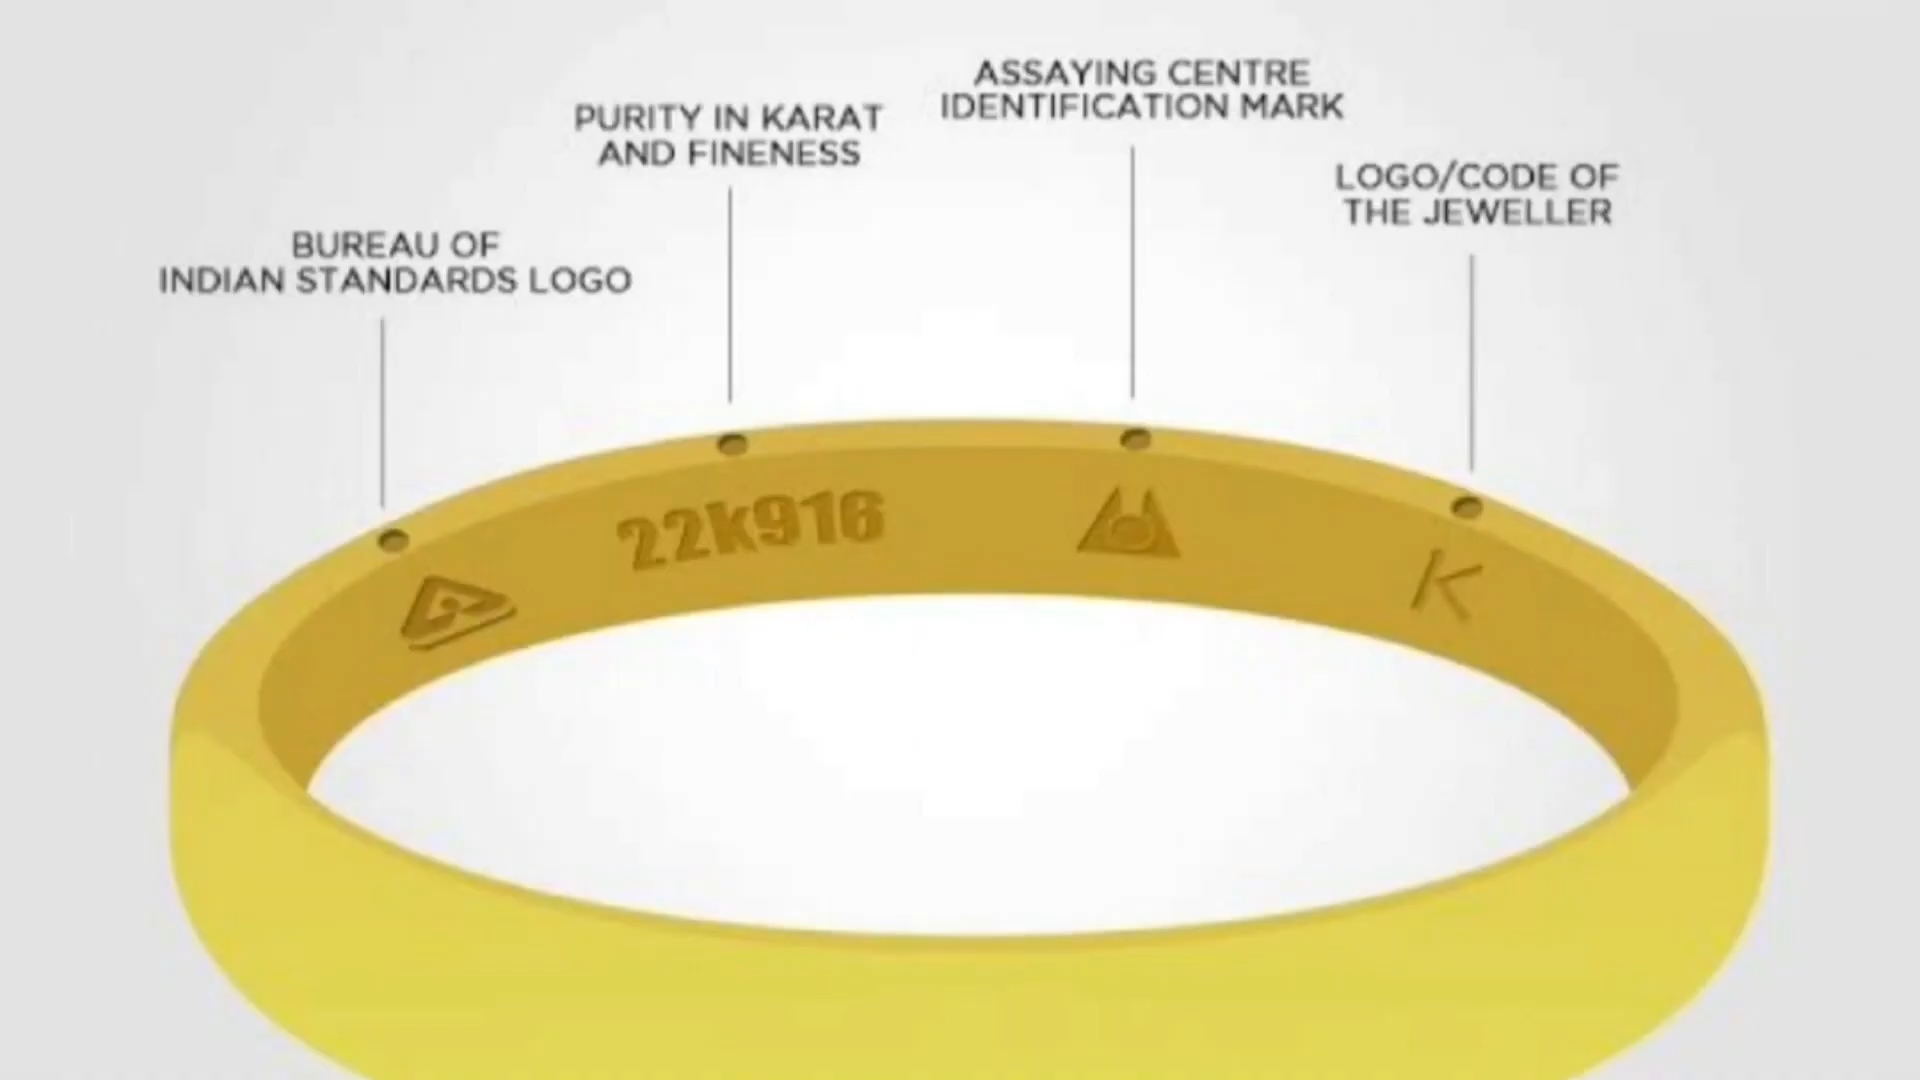 BUREAU OF
INDIAN STANDARDS LOGO
PURITY IN KARAT
AND FINENESS
ASSAYING CENTRE
IDENTIFICATION MARK
LOGO/CODE OF
THE JEWELLER
22k916
K